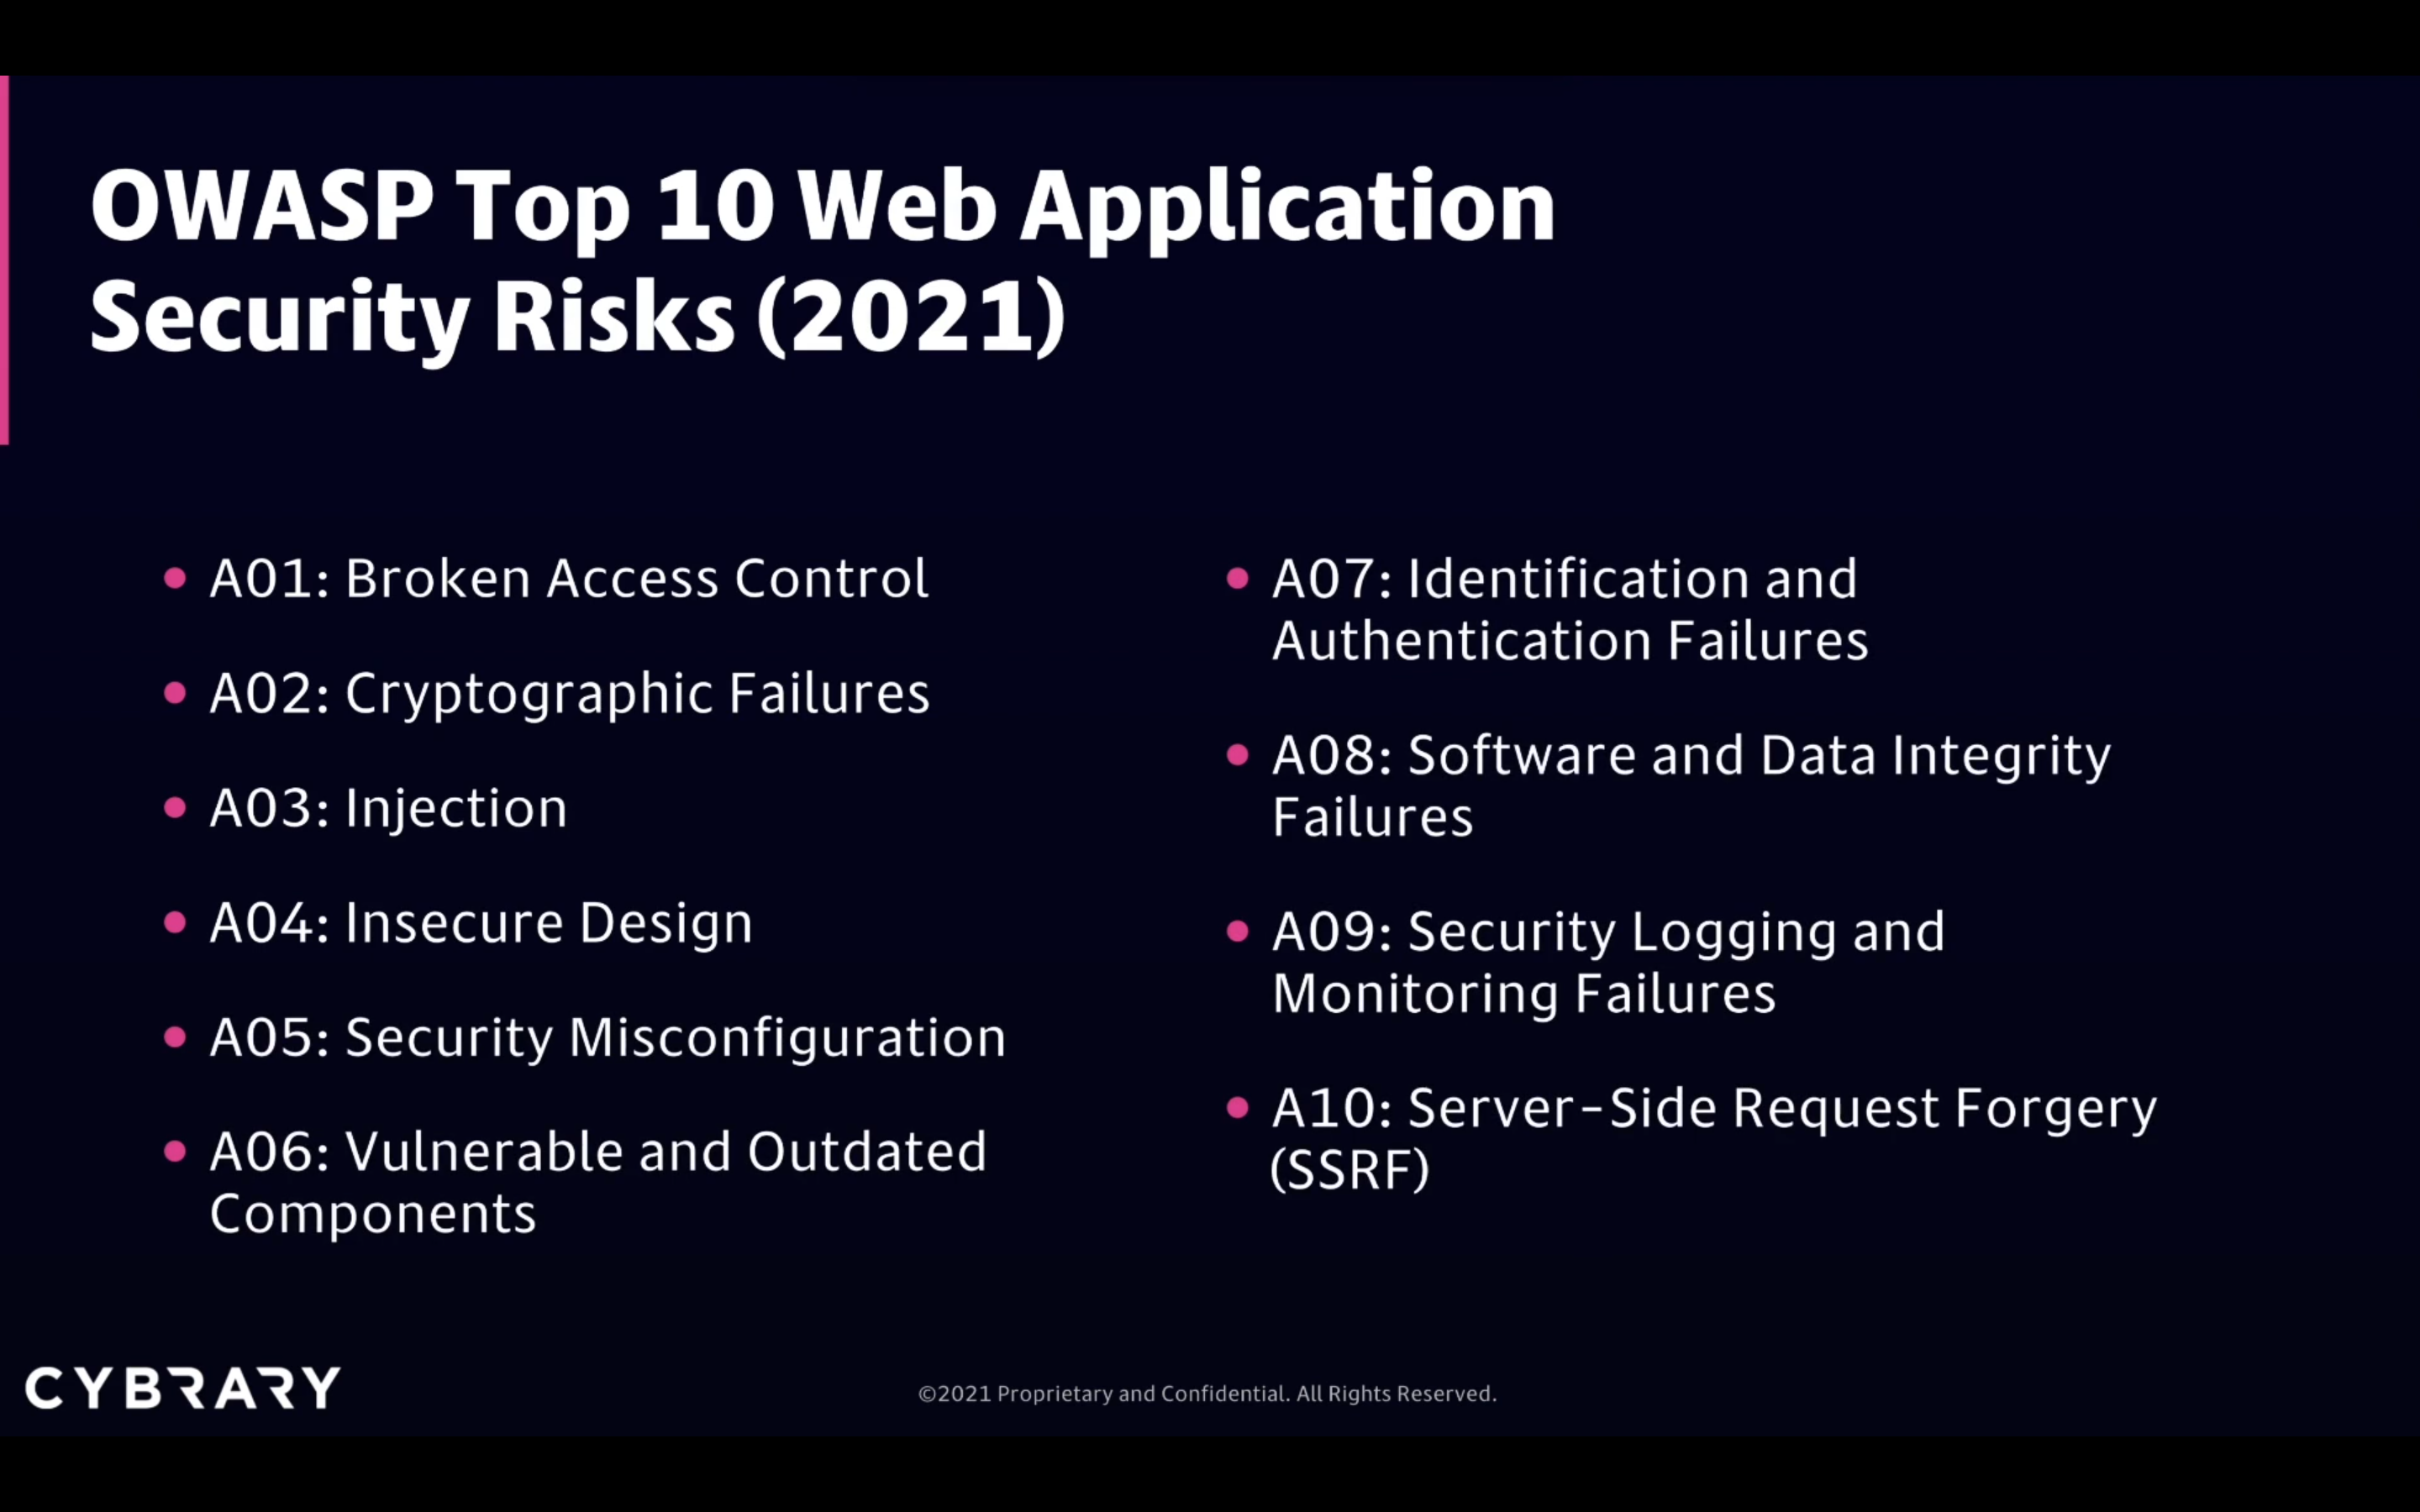 OWASP Top 10 Web Application
Security Risks (2021)
A01: Broken Access Control
A02: Cryptographic Failures
A03: Injection
A04: Insecure Design
A05: Security Misconfiguration
A06: Vulnerable and Outdated
Components
A07: Identification and
Authentication Failures
A08: Software and Data Integrity
Failures
A09: Security Logging and
Monitoring Failures
A10: Server-Side Request Forgery
(SSRF)
CYBRARY
©2021 Proprietary and Confidential. All Rights Reserved.